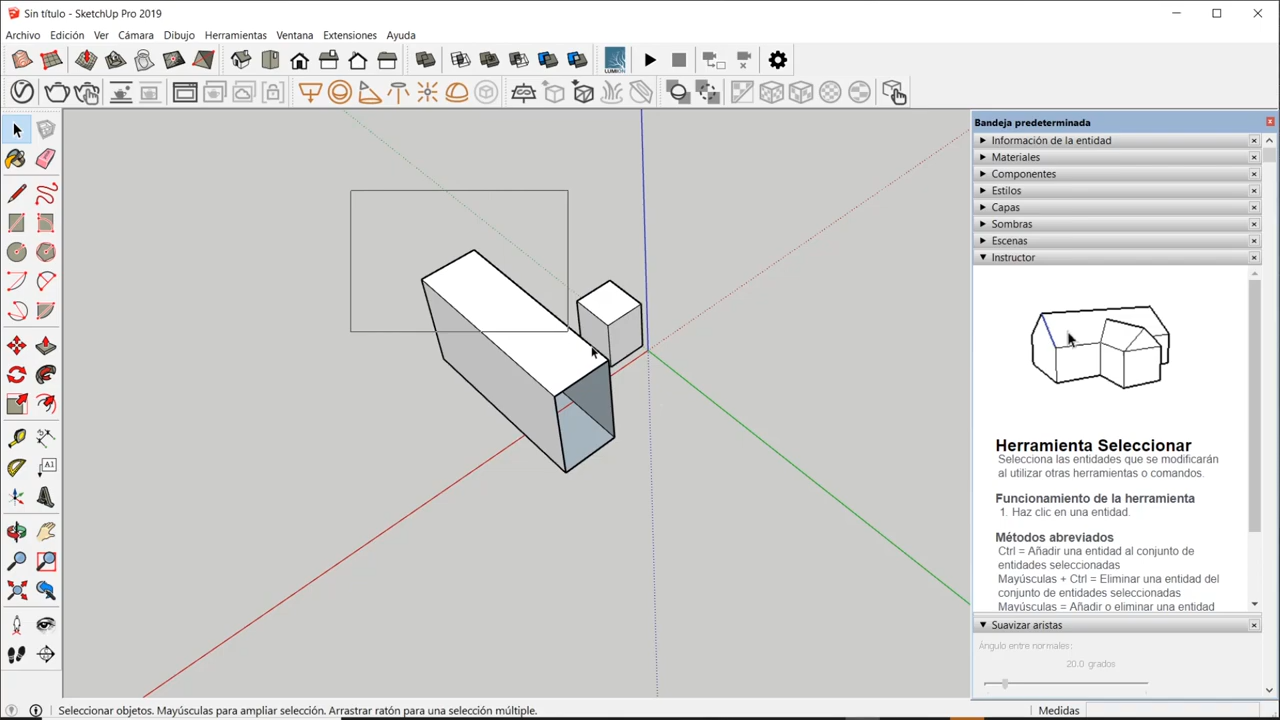 Sin título - SketchUp Pro 2019
Archivo Edición Ver Cámara Dibujo Herramientas Ventana Extensiones Ayuda
LUMION
Bandeja predeterminada
Información de la entidad
Materiales
Componentes
Estilos
Capas
Sombras
Escenas
Instructor
A1
Herramienta Seleccionar
Selecciona las entidades que se modificarán
al utilizar otras herramientas o comandos.
Funcionamiento de la herramienta
1. Haz clic en una entidad.
Métodos abreviados
Ctrl = Añadir una entidad al conjunto de
entidades seleccionadas
Mayúsculas + Ctrl = Eliminar una entidad del
conjunto de entidades seleccionadas
Mayúsculas = Añadir o eliminar una entidad
Suavizar aristas
Ángulo entre normales:
20.0 grados
Seleccionar objetos. Mayúsculas para ampliar selección. Arrastrar ratón para una selección múltiple.
Medidas